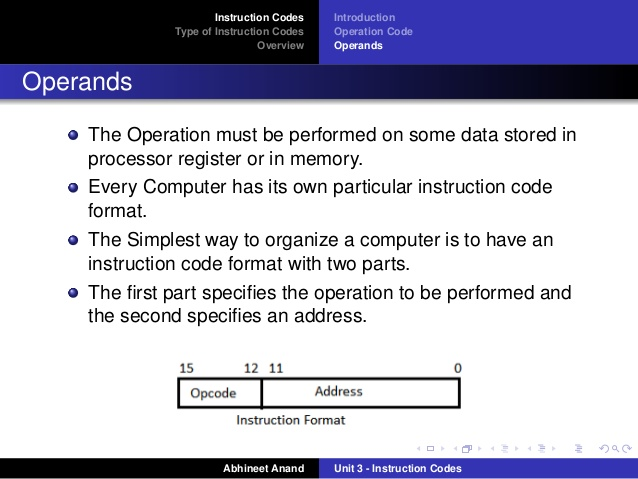 Instruction Codes
Type of Instruction Codes
Overview
Introduction
Operation Code
Operands
Operands
The Operation must be performed on some data stored in
processor register or in memory.
Every Computer has its own particular instruction code
format.
The Simplest way to organize a computer is to have an
instruction code format with two parts.
The first part specifies the operation to be performed and
the second specifies an address.
15 12 11 0
Opcode Address
Instruction Format
Abhineet Anand Unit 3 - Instruction Codes